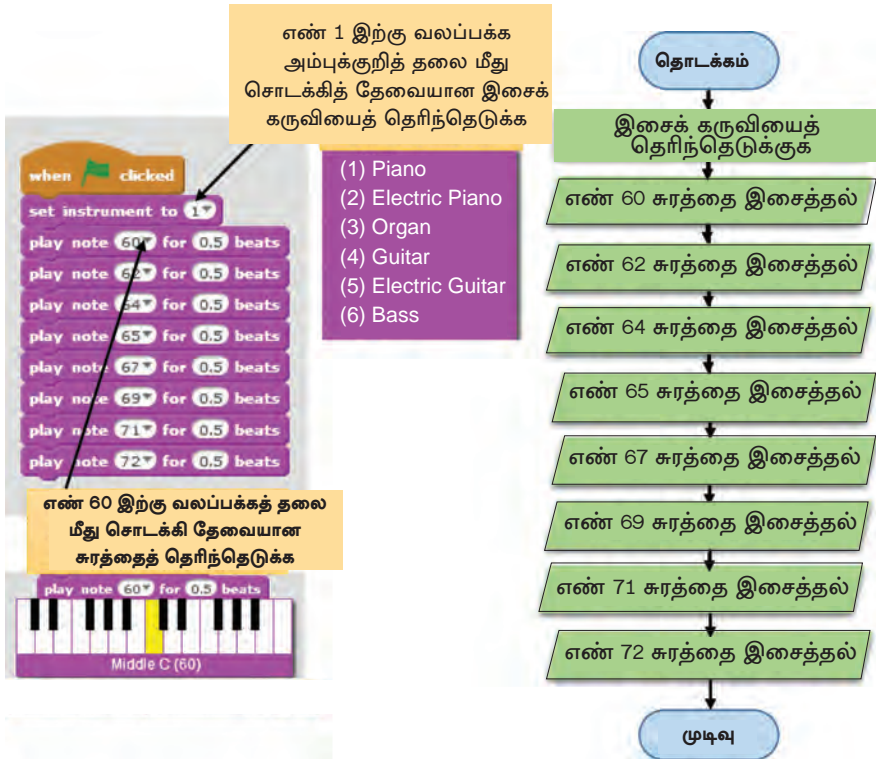 எண் 1 இற்கு வலப்பக்க
அம்புக்குறித் தலை மீது
சொடக்கித் தேவையான இசைக்
கருவியைத் தெரிந்தெடுக்க
when clicked
set instrument to 1
play note 60 for 0.5 beats
play note 62 for 0.5 beats
play note 64 for 0.5 beats
play note 65 for 0.5 beats
play note 67 for 0.5 beats
play note 69 for 0.5 beats
play note 71 for 0.5 beats
play note 72 for 0.5 beats
எண் 60 இற்கு வலப்பக்கத் தலை
மீது சொடக்கி தேவையான
சுரத்தைத் தெரிந்தெடுக்க
play note 60 for 0.5 beats
Middle C (60)
(1) Piano
(2) Electric Piano
(3) Organ
(4) Guitar
(5) Electric Guitar
(6) Bass
தொடக்கம்
இசைக் கருவியைத்
தெரிந்தெடுக்குக
எண் 60 சுரத்தை இசைத்தல்
எண் 62 சுரத்தை இசைத்தல்
எண் 64 சுரத்தை இசைத்தல்
எண் 65 சுரத்தை இசைத்தல்
எண் 67 சுரத்தை இசைத்தல்
எண் 69 சுரத்தை இசைத்தல்
எண் 71 சுரத்தை இசைத்தல்
எண் 72 சுரத்தை இசைத்தல்
முடிவு